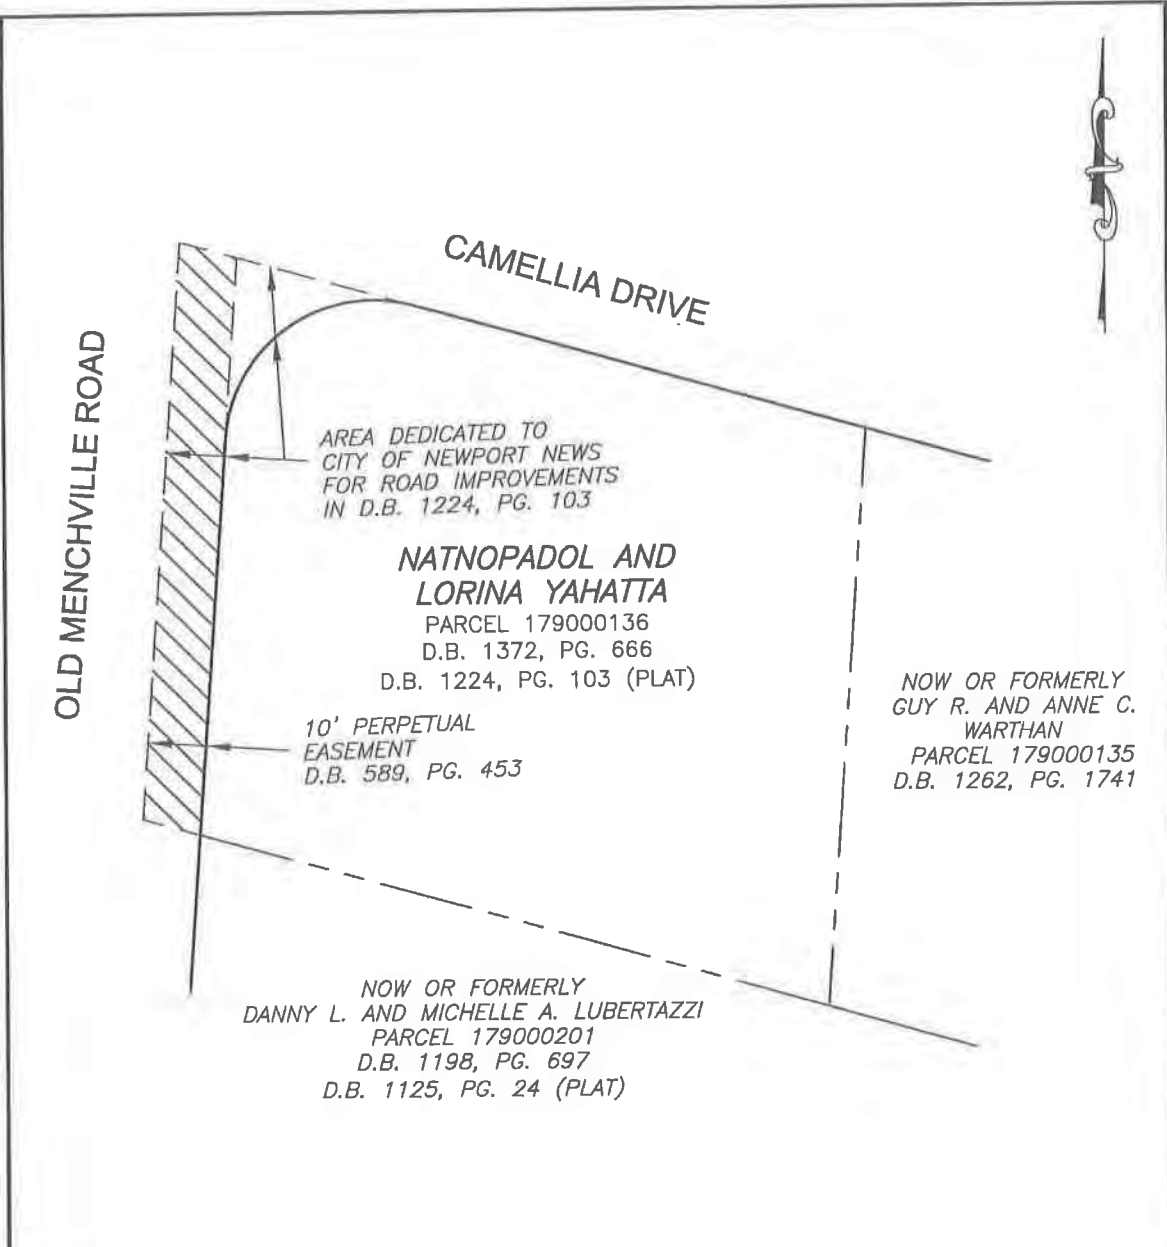 CAMELLIA DRIVE
OLD MENCHVILLE ROAD
AREA DEDICATED TO
CITY OF NEWPORT NEWS
FOR ROAD IMPROVEMENTS
IN D.B. 1224, PG. 103
NATNOPADOL AND
LORINA YAHATTA
PARCEL 179000136
D.B. 1372, PG. 666
D.B. 1224, PG. 103 (PLAT)
10' PERPETUAL
EASEMENT
D.B. 589, PG. 453
NOW OR FORMERLY
GUY R. AND ANNE C.
WARTHAN
PARCEL 179000135
D.B. 1262, PG. 1741
NOW OR FORMERLY
DANNY L. AND MICHELLE A. LUBERTAZZI
PARCEL 179000201
D.B. 1198, PG. 697
D.B. 1125, PG. 24 (PLAT)